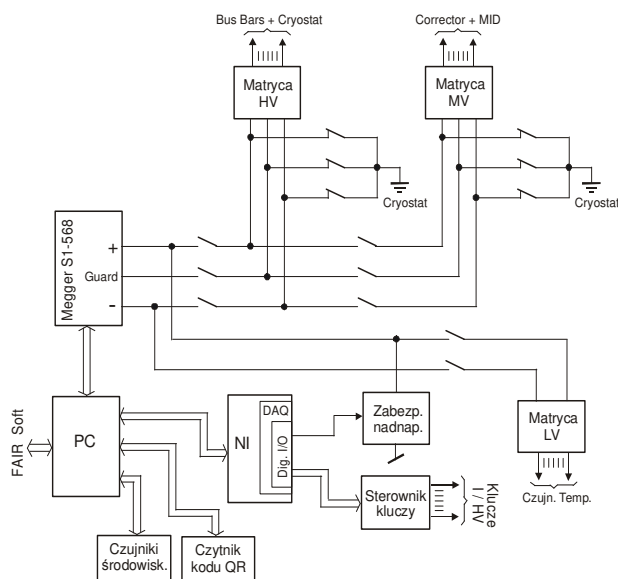 Bus Bars + Cryostat
Corrector + MID
Matryca
HV
Matryca
MV
Cryostat
Cryostat
Megger S1-568
+
Guard
-
FAIR Soft
PC
NI
DAQ
Dig. I/O
Zabezp.
nadnap.
Matryca
LV
Czujn. Temp.
Sterownik
kluczy
Klucze
I / HV
Czujniki
środowisk.
Czytnik
kodu QR